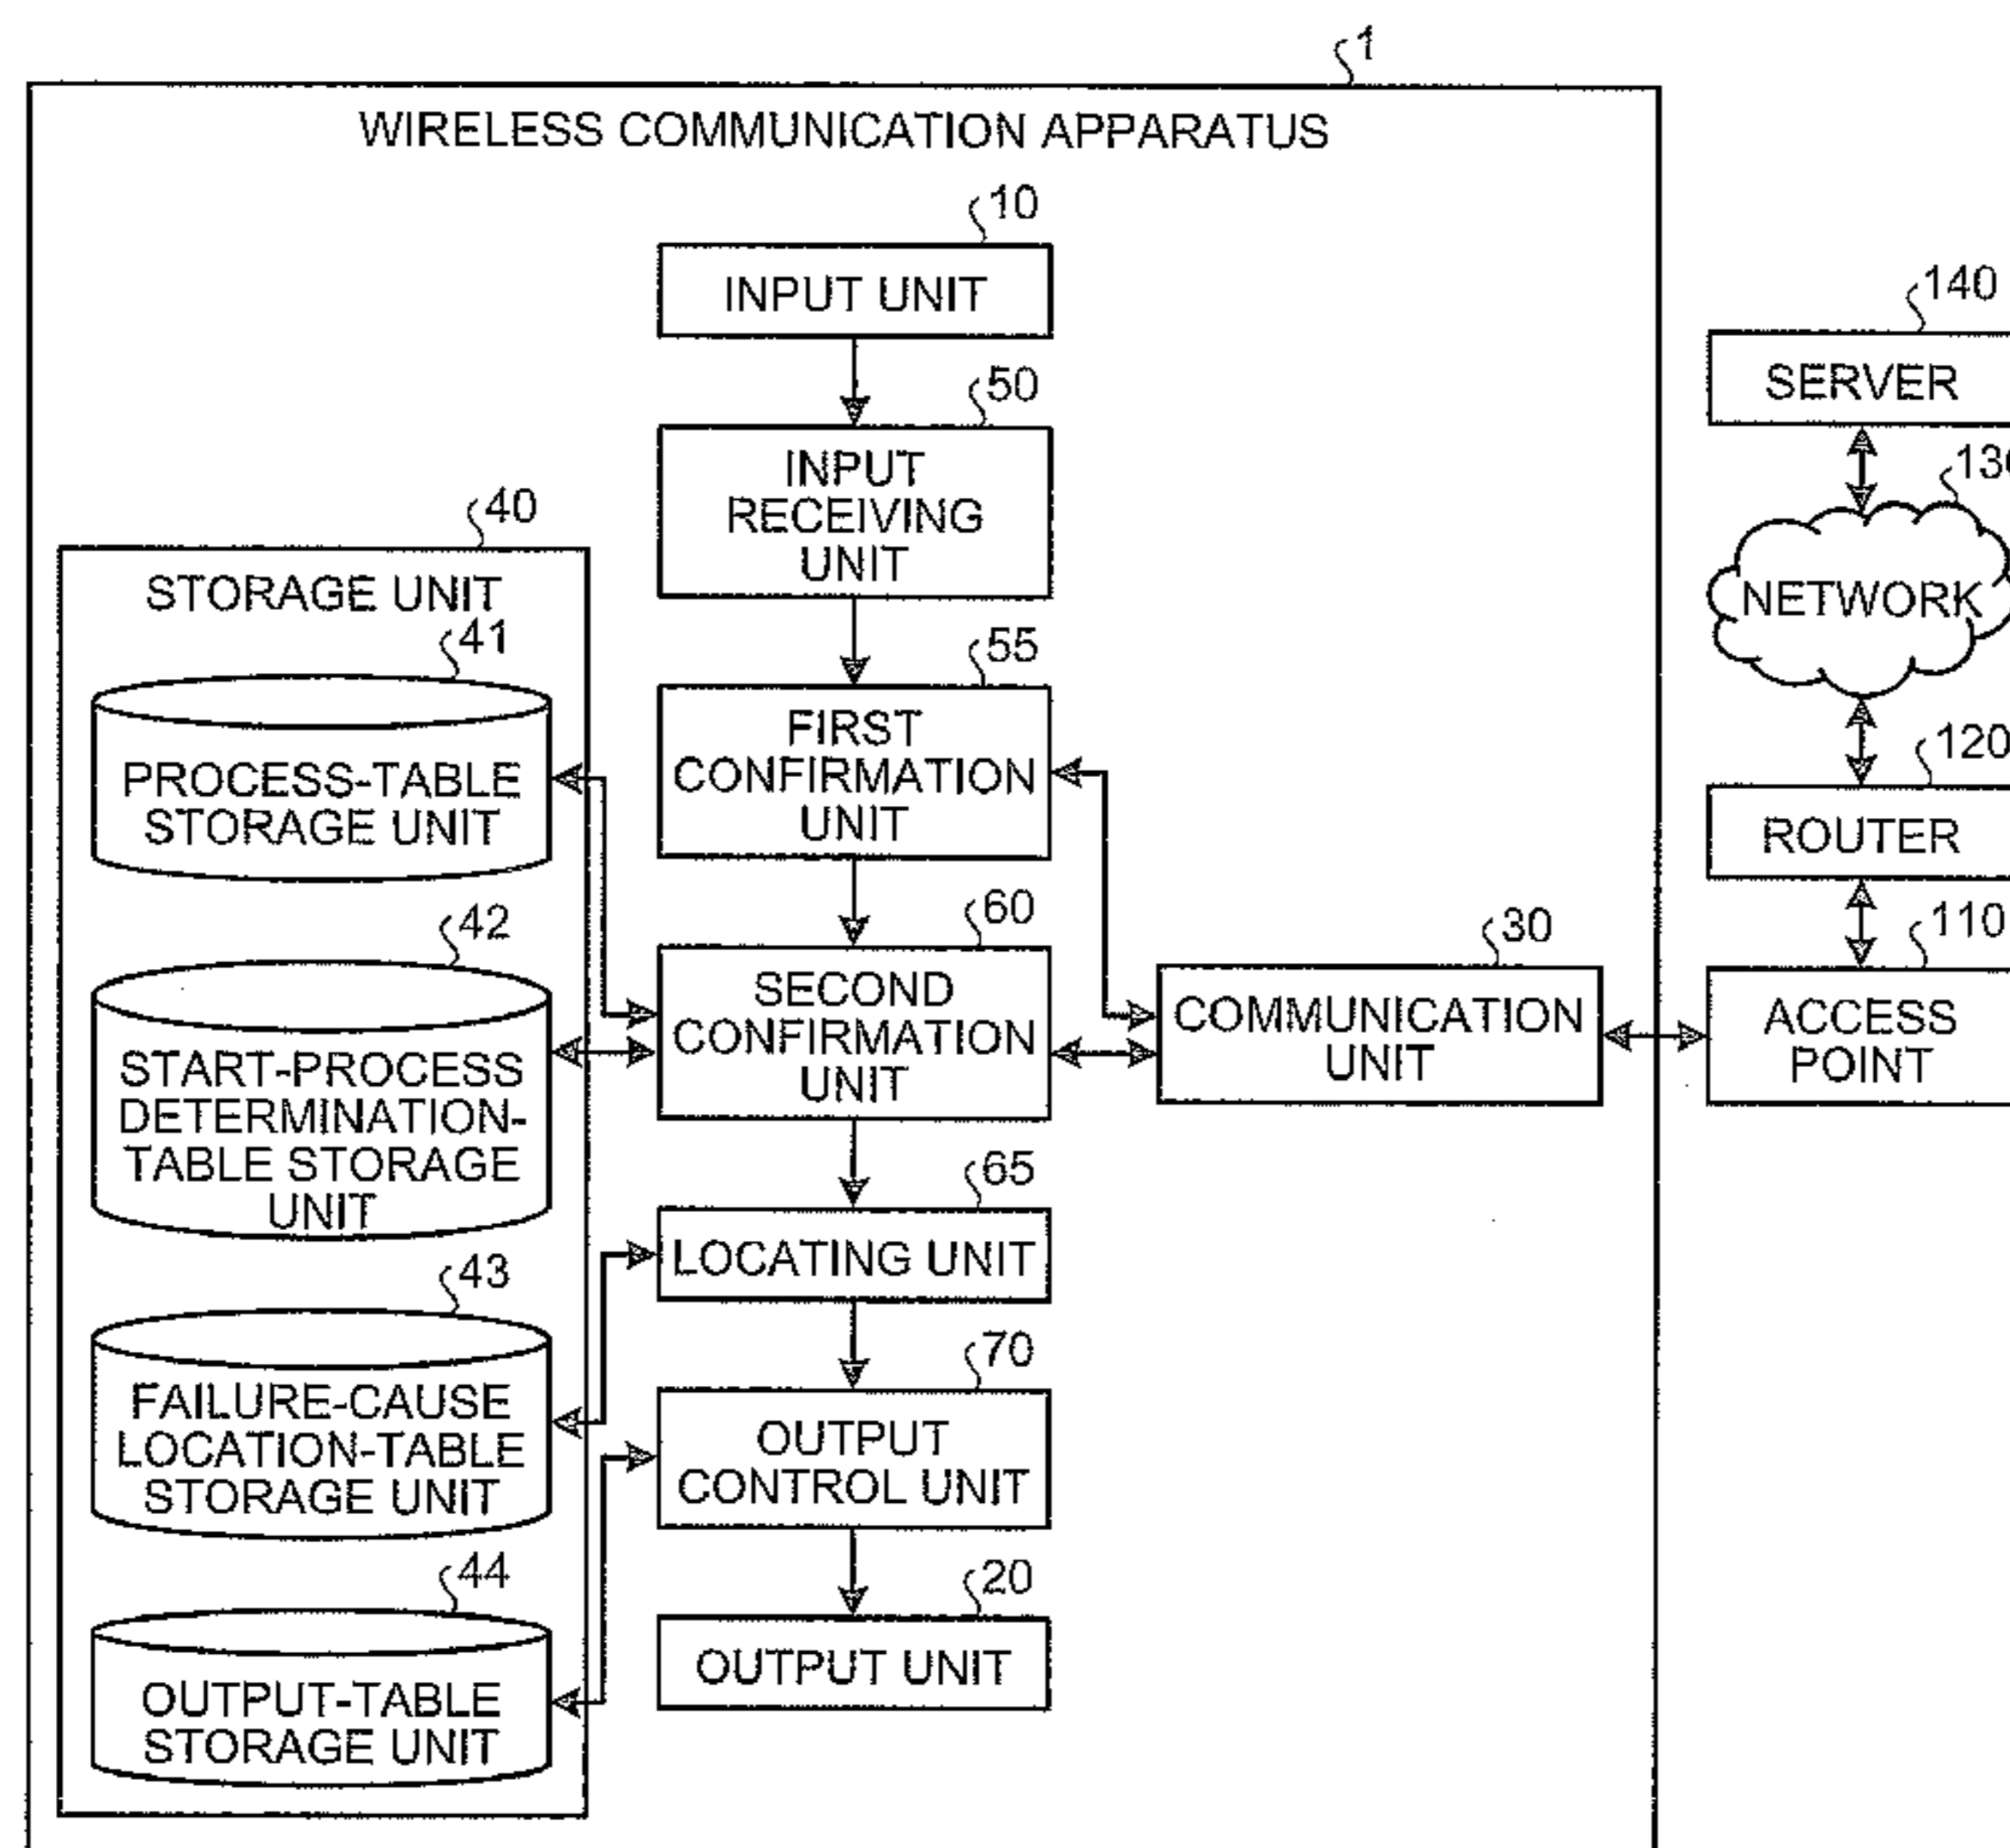 1
WIRELESS COMMUNICATION APPARATUS
10
INPUT UNIT
50
INPUT
RECEIVING
UNIT
40
STORAGE UNIT
41
PROCESS-TABLE
STORAGE UNIT
42
START-PROCESS
DETERMINATION-
TABLE STORAGE
UNIT
43
FAILURE-CAUSE
LOCATION-TABLE
STORAGE UNIT
44
OUTPUT-TABLE
STORAGE UNIT
55
FIRST
CONFIRMATION
UNIT
60
SECOND
CONFIRMATION
UNIT
65
LOCATING UNIT
70
OUTPUT
CONTROL UNIT
20
OUTPUT UNIT
30
COMMUNICATION
UNIT
140
SERVER
130
NETWORK
120
ROUTER
110
ACCESS
POINT